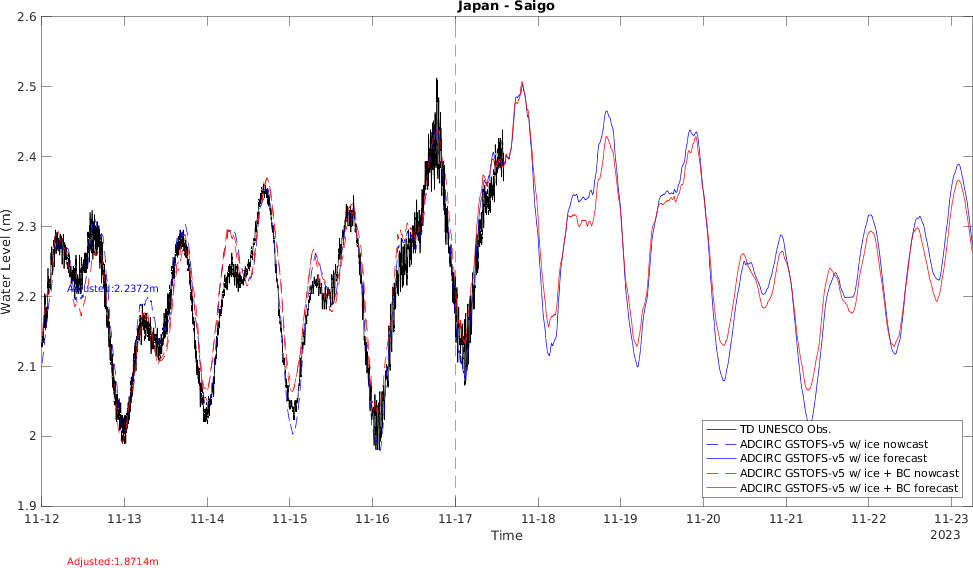 Japan - Saigo
2.6
2.5
2.4
2.3
2.2
2.1
2
1.9
Water Level (m)
Adjusted:2.2372m
TD UNESCO Obs.
ADCIRC GSTOFS-v5 w/ ice nowcast
ADCIRC GSTOFS-v5 w/ ice forecast
ADCIRC GSTOFS-v5 w/ ice + BC nowcast
ADCIRC GSTOFS-v5 w/ ice + BC forecast
11-12 11-13 11-14 11-15 11-16 11-17 11-18 11-19 11-20 11-21 11-22 11-23
Time
2023
Adjusted:1.8714m